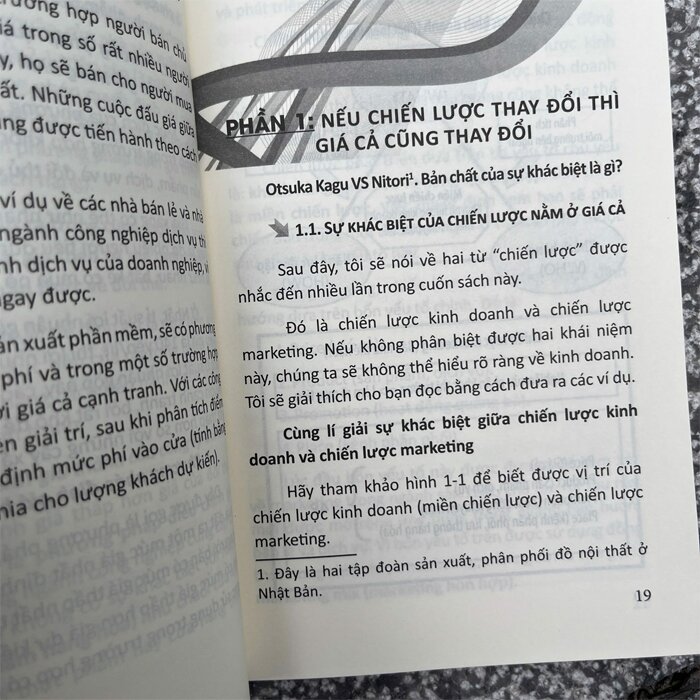 ường hợp người bán chủ
iá trong số rất nhiều người
y, họ sẽ bán cho người mua
ất. Những cuộc đấu giá giữa
ng được tiến hành theo cách
ví dụ về các nhà bán lẻ và nhà
ngành công nghiệp dịch vụ th
nh dịch vụ của doanh nghiệp, v
ngay được.
ản xuất phần mềm, sẽ có phương
phí và trong một số trường hợp
ới giá cả cạnh tranh. Với các công
ên giải trí, sau khi phân tích điểm
định mức phí vào cửa (tính bằng
hia cho lượng khách dự kiến).
PHẦN 1: NẾU CHIẾN LƯỢC THAY ĐỔI THÌ
GIÁ CẢ CŨNG THAY ĐỔI
Otsuka Kagu VS Nitori¹. Bản chất của sự khác biệt là gì?
1.1. SỰ KHÁC BIỆT CỦA CHIẾN LƯỢC NẰM Ở GIÁ CẢ
Sau đây, tôi sẽ nói về hai từ “chiến lược” được
nhắc đến nhiều lần trong cuốn sách này.
Đó là chiến lược kinh doanh và chiến lược
marketing. Nếu không phân biệt được hai khái niệm
này, chúng ta sẽ không thể hiểu rõ ràng về kinh doanh.
Tôi sẽ giải thích cho bạn đọc bằng cách đưa ra các ví dụ.
Cùng lí giải sự khác biệt giữa chiến lược kinh
doanh và chiến lược marketing
Hãy tham khảo hình 1-1 để biết được vị trí của
chiến lược kinh doanh (miền chiến lược) và chiến lược
marketing.
1. Đây là hai tập đoàn sản xuất, phân phối đồ nội thất ở
Nhật Bản.
19